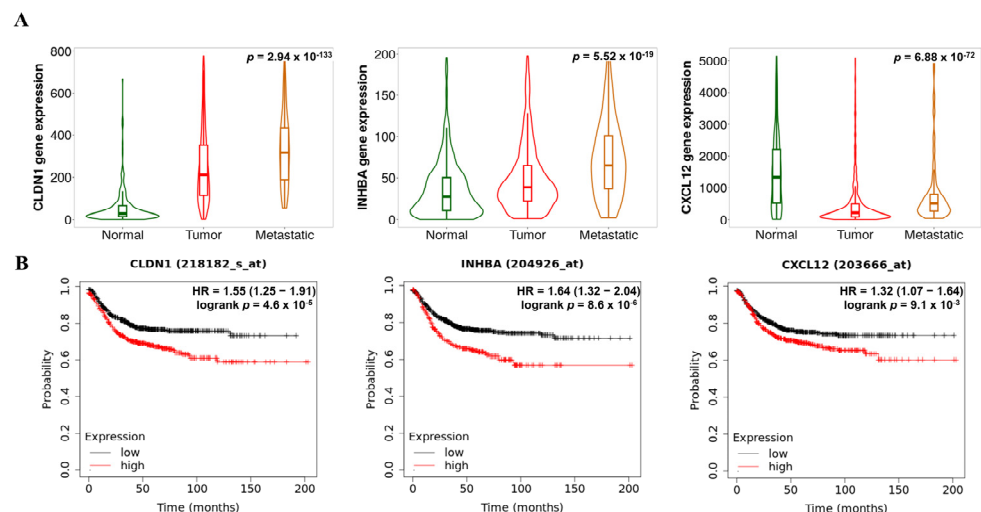 A
CLDN1 gene expression
800
600
400
200
0
p = 2.94 x 10-133
Normal Tumor Metastatic
INHBA gene expression
200
150
100
50
0
p = 5.52 x 10-19
Normal Tumor Metastatic
CXCL12 gene expression
5000
4000
3000
2000
1000
0
p = 6.88 x 10-72
Normal Tumor Metastatic
B
CLDN1 (218182_s_at)
HR = 1.55 (1.25 – 1.91)
logrank p = 4.6 x 10-5
Probability
1.0
0.8
0.6
0.4
0.2
0.0
Expression
low
high
0 50 100 150 200
Time (months)
INHBA (204926_at)
HR = 1.64 (1.32 – 2.04)
logrank p = 8.6 x 10-6
Probability
1.0
0.8
0.6
0.4
0.2
0.0
Expression
low
high
0 50 100 150 200
Time (months)
CXCL12 (203666_at)
HR = 1.32 (1.07 – 1.64)
logrank p = 9.1 x 10-3
Probability
1.0
0.8
0.6
0.4
0.2
0.0
Expression
low
high
0 50 100 150 200
Time (months)